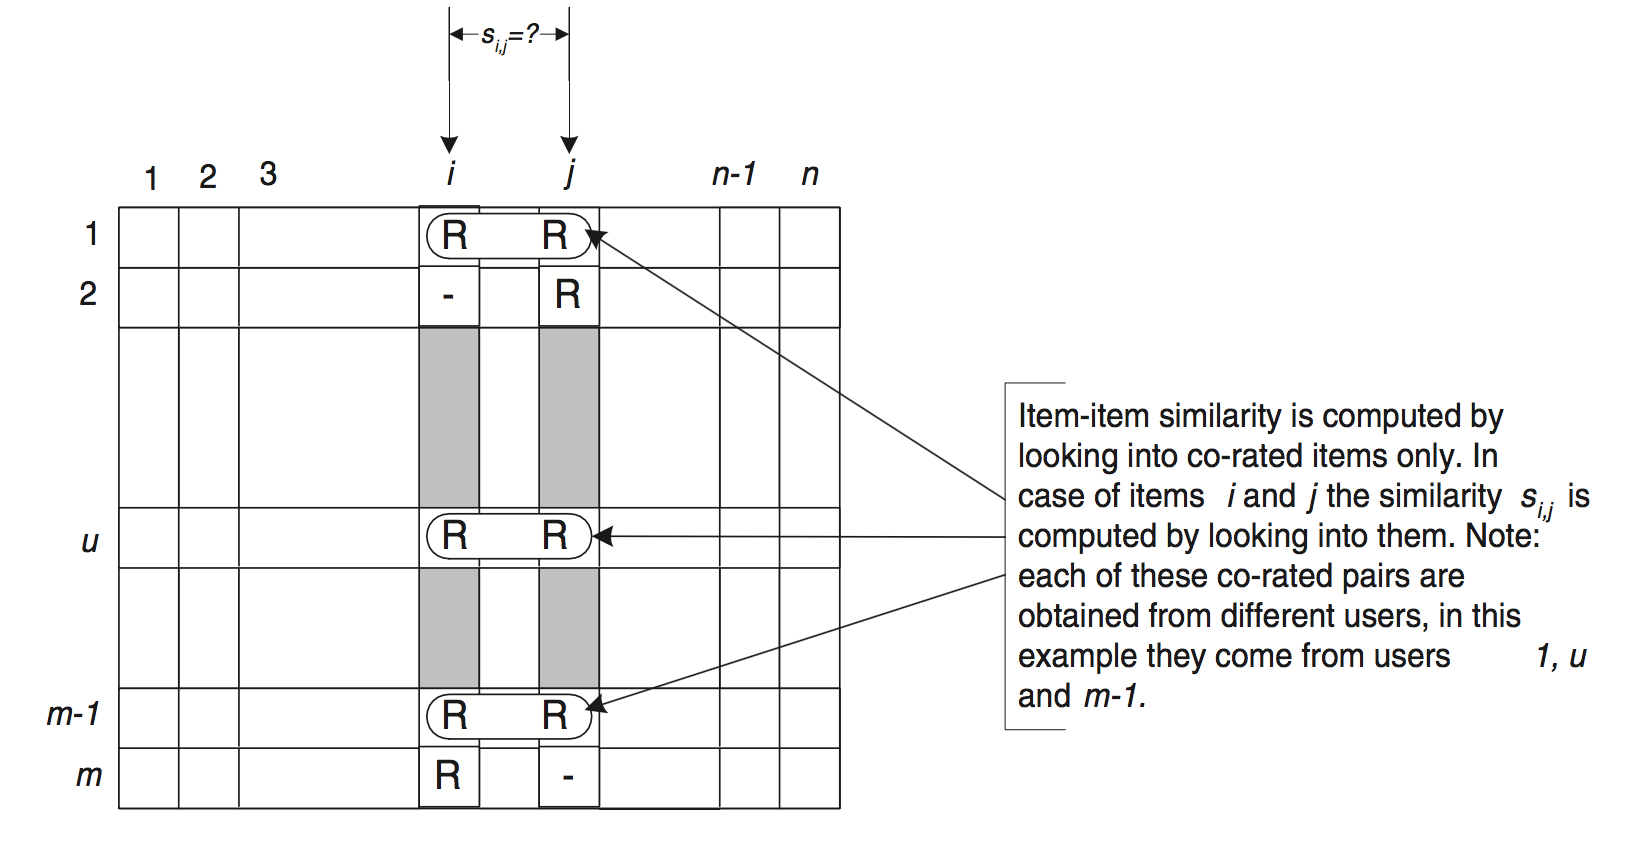 s i,j =?
1 2 3 i j n-1 n
1 R R
2 - R
u R R
m-1 R R
m R -
Item-item similarity is computed by
looking into co-rated items only. In
case of items i and j the similarity s i,j is
computed by looking into them. Note:
each of these co-rated pairs are
obtained from different users, in this
example they come from users 1, u
and m-1.